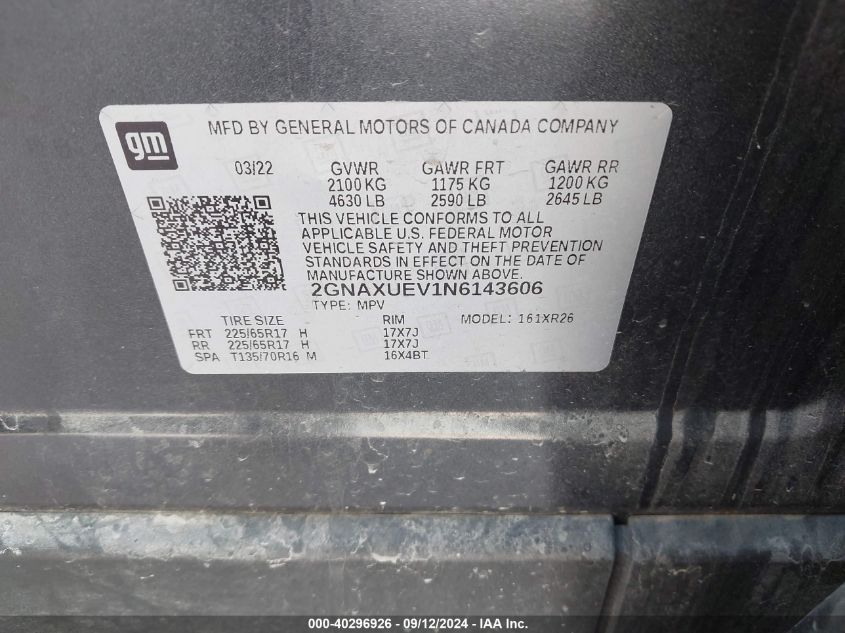 gm
MFD BY GENERAL MOTORS OF CANADA COMPANY
03/22 GVWR GAWR FRT GAWR RR
2100 KG 1175 KG 1200 KG
4630 LB 2590 LB 2645 LB
THIS VEHICLE CONFORMS TO ALL
APPLICABLE U.S. FEDERAL MOTOR
VEHICLE SAFETY AND THEFT PREVENTION
STANDARDS IN EFFECT ON THE DATE OF
MANUFACTURE SHOWN ABOVE.
2GNAXUEV1N6143606
TYPE: MPV
TIRE SIZE RIM MODEL: 161XR26
FRT 225/65R17 H 17X7J
RR 225/65R17 H 17X7J
SPA T135/70R16 M 16X4BT
000-40296926 - 09/12/2024 - IAA Inc.